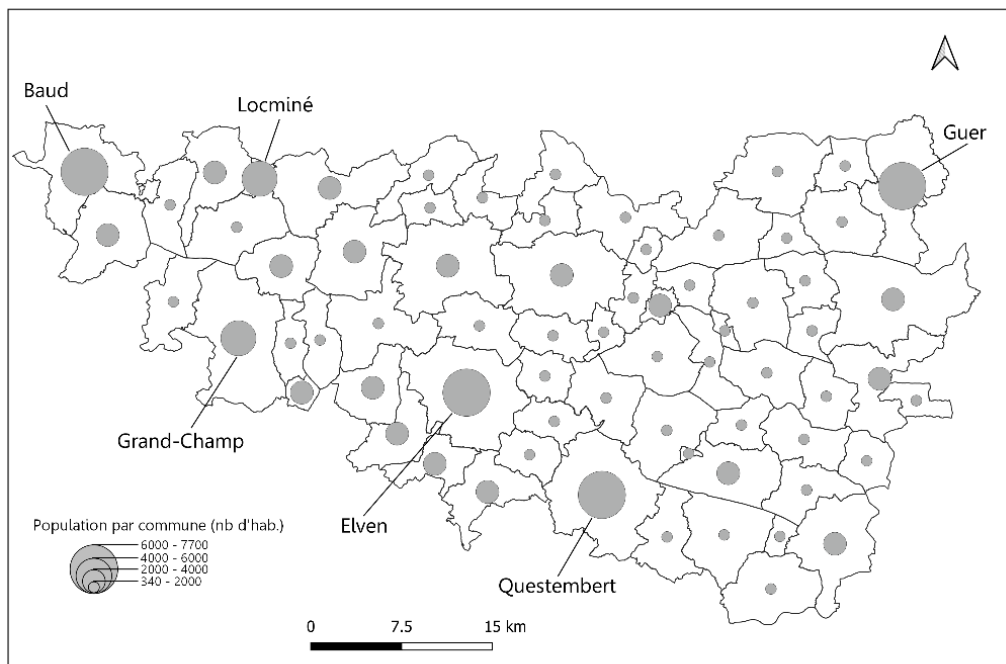 Baud
Locminé
Guer
Grand-Champ
Elven
Questembert
Population par commune (nb d'hab.)
6000 - 7700
4000 - 6000
2000 - 4000
340 - 2000
0 7.5 15 km